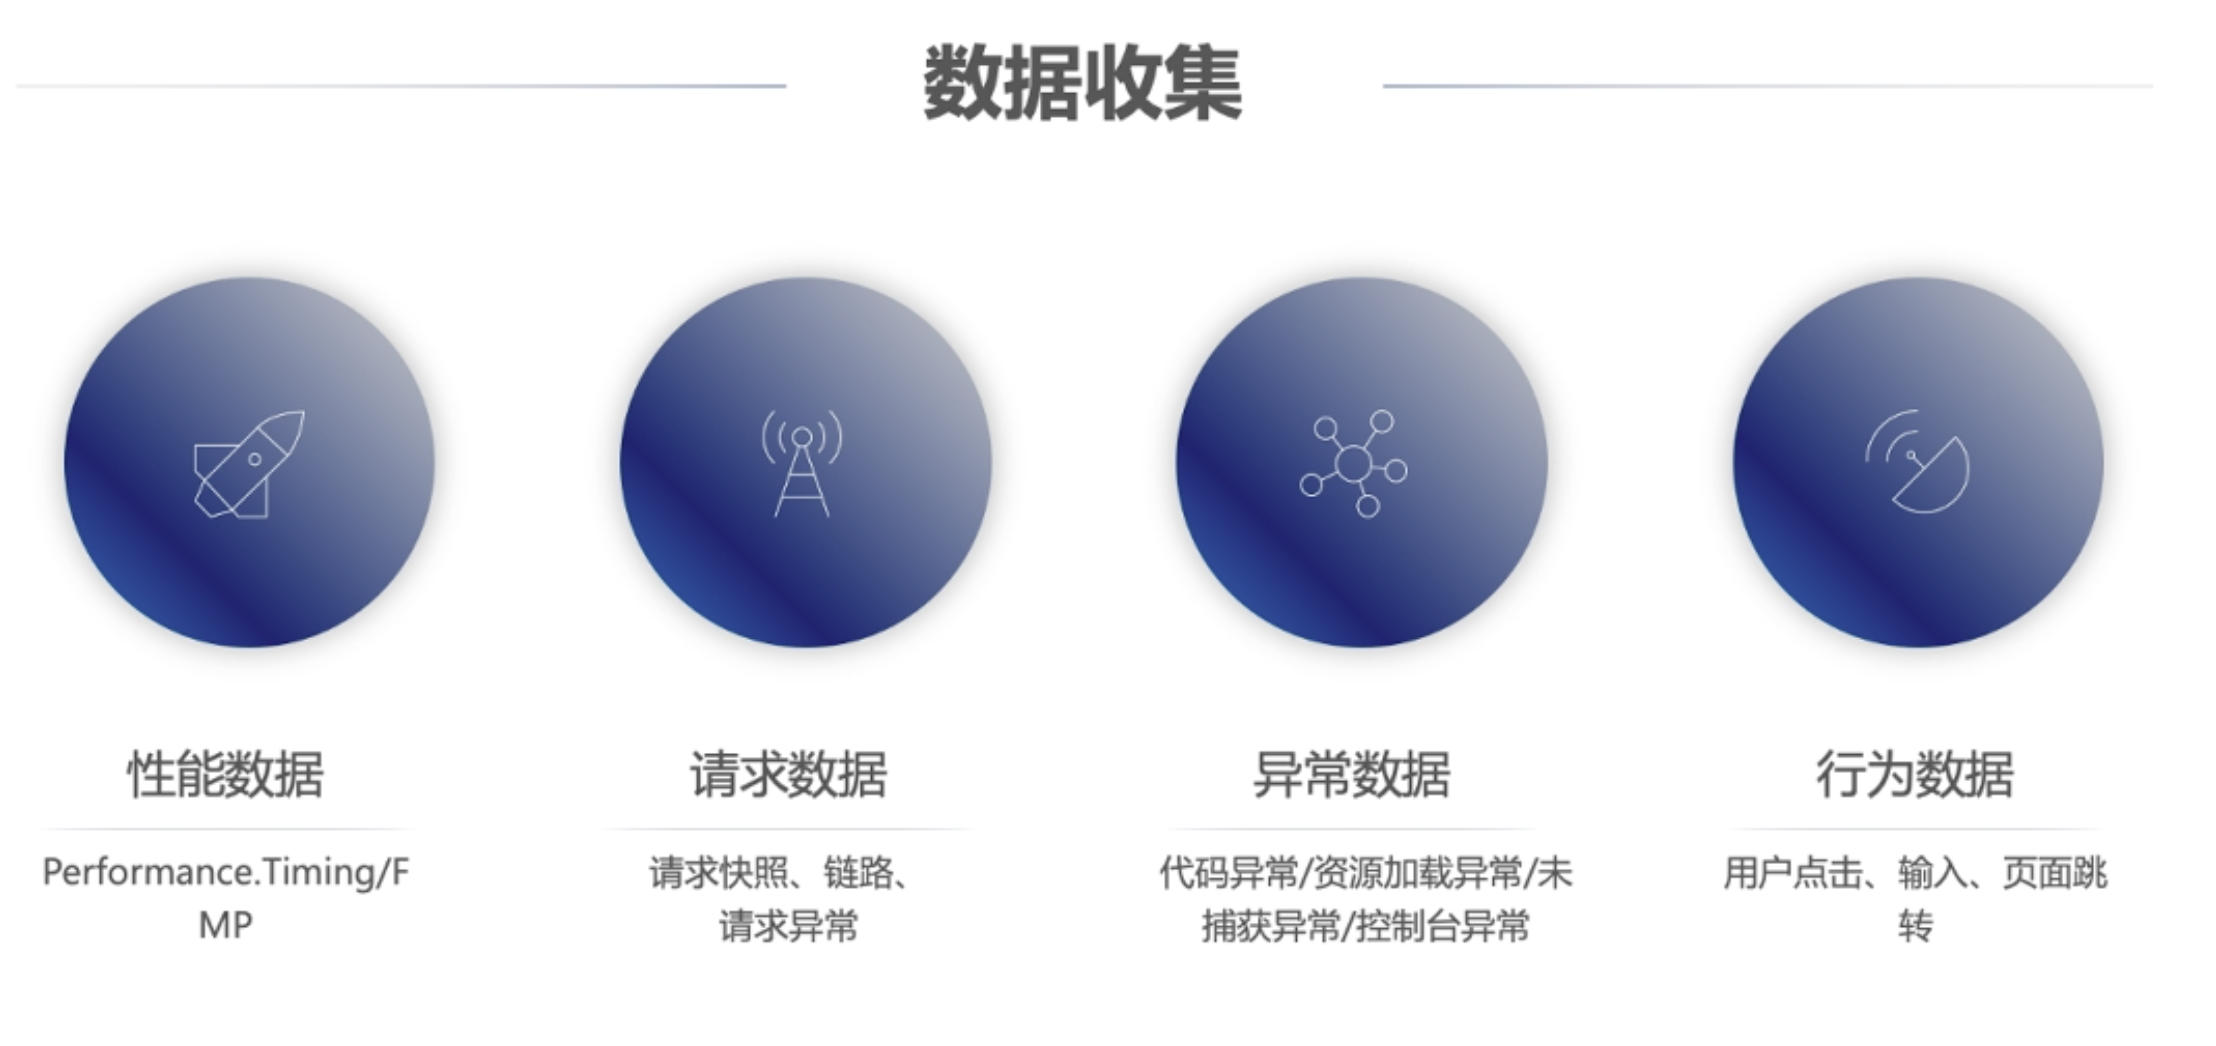 数据收集
性能数据
Performance.Timing/F
MP
请求数据
请求快照、链路、
请求异常
异常数据
代码异常/资源加载异常/未
捕获异常/控制台异常
行为数据
用户点击、输入、页面跳
转